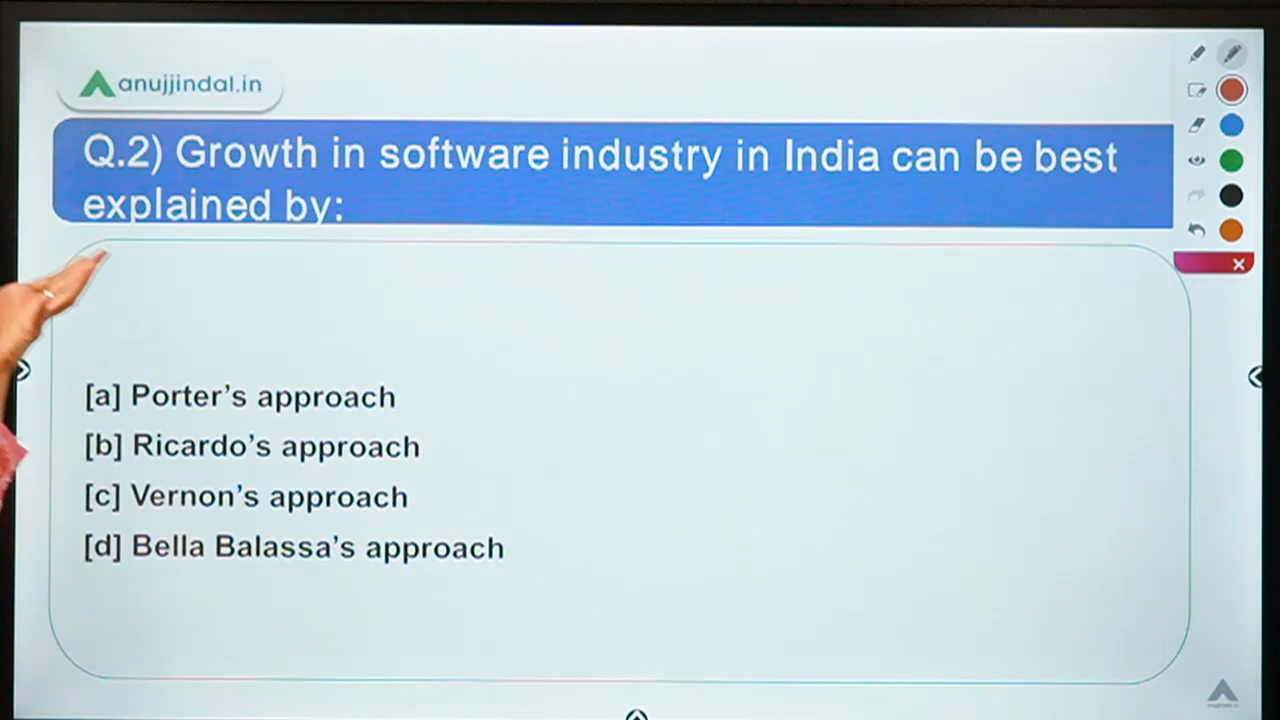 anujjindal.in
Q.2) Growth in software industry in India can be best
explained by:
[a] Porter's approach
[b] Ricardo's approach
[c] Vernon's approach
[d] Bella Balassa's approach